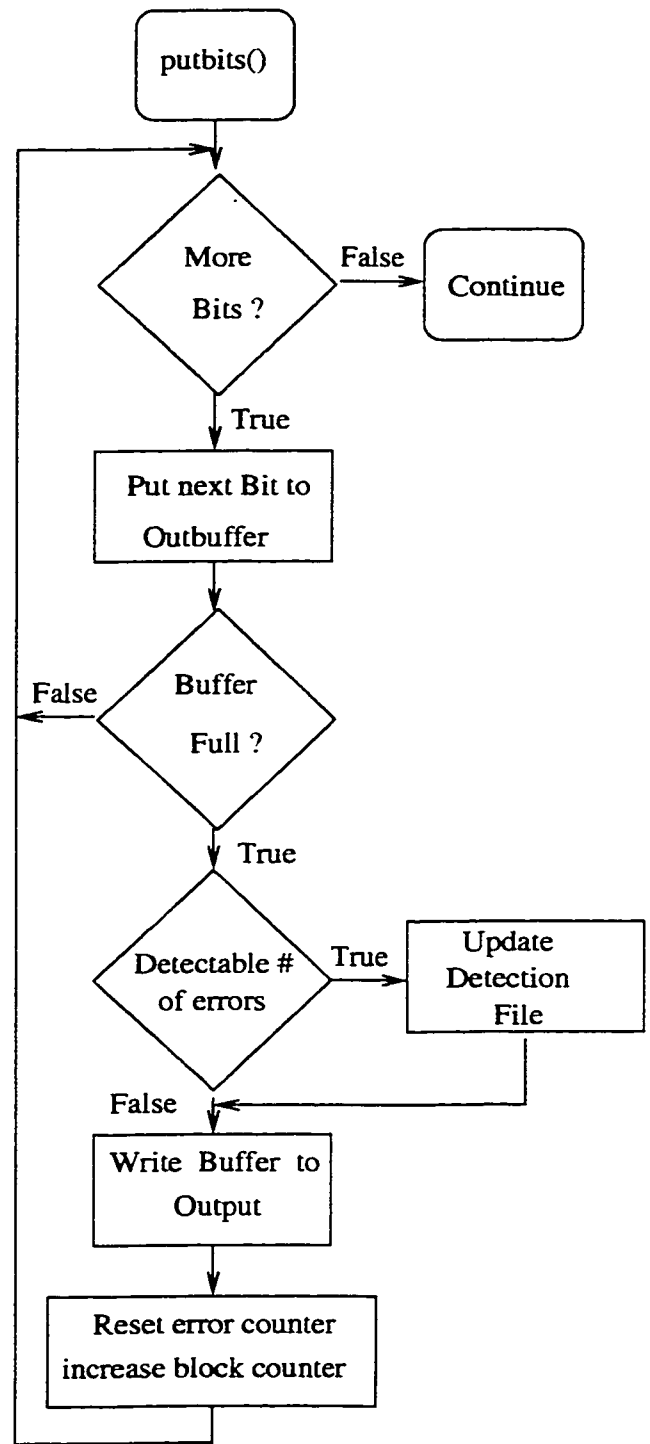 putbits()
More
Bits ?
False
Continue
True
Put next Bit to
Outbuffer
False
Buffer
Full ?
True
Detectable #
of errors
True
Update
Detection
File
False
Write Buffer to
Output
Reset error counter
increase block counter